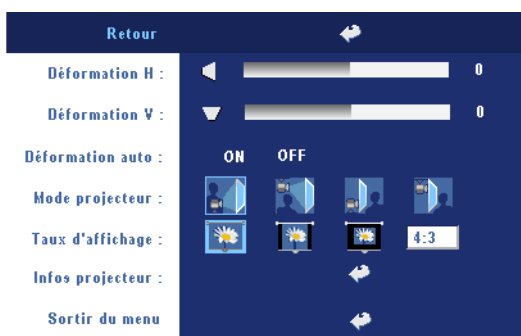 Retour
Déformation H : 0
Déformation V : 0
Déformation auto : ON OFF
Mode projecteur :
Taux d'affichage : 4:3
Infos projecteur :
Sortir du menu